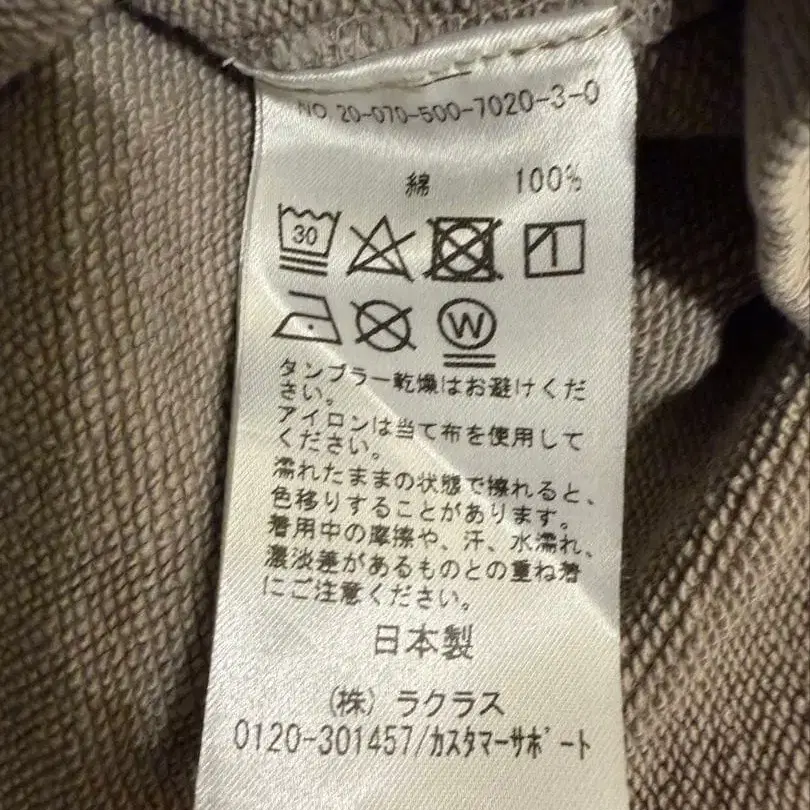 NO.20-070-500-7020-3-0
綿 100%
30
W
タンブラー乾燥はお避けくだ
さい。
アイロンは当て布を使用して
ください。
濡れたままの状態で擦れると、
色移りすることがあります。
着用中の摩擦や、汗、水濡れ、
濃淡差があるものとの重ね着
にご注意ください。
日本製
(株) ラクラス
0120-301457/カスタマーサポート